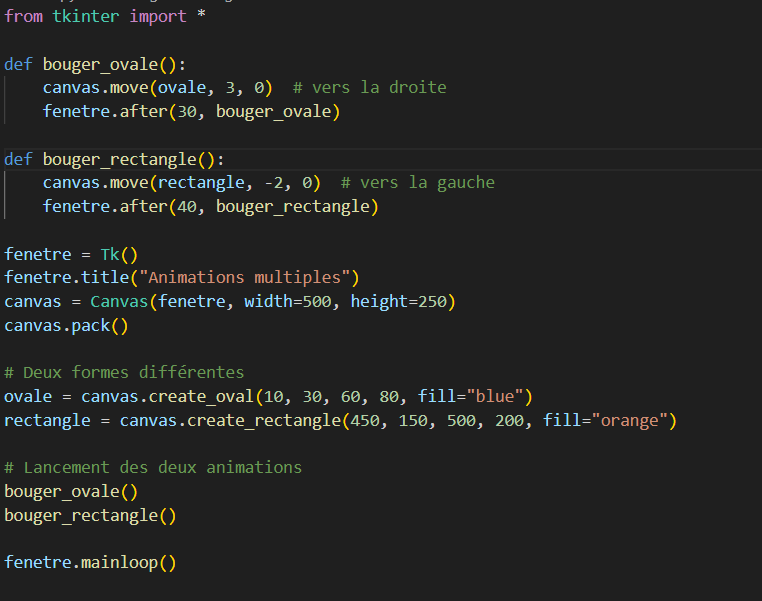 from tkinter import *
def bouger_ovale():
    canvas.move(ovale, 3, 0)  # vers la droite
    fenetre.after(30, bouger_ovale)
def bouger_rectangle():
    canvas.move(rectangle, -2, 0)  # vers la gauche
    fenetre.after(40, bouger_rectangle)
fenetre = Tk()
fenetre.title("Animations multiples")
canvas = Canvas(fenetre, width=500, height=250)
canvas.pack()
# Deux formes différentes
ovale = canvas.create_oval(10, 30, 60, 80, fill="blue")
rectangle = canvas.create_rectangle(450, 150, 500, 200, fill="orange")
# Lancement des deux animations
bouger_ovale()
bouger_rectangle()
fenetre.mainloop()